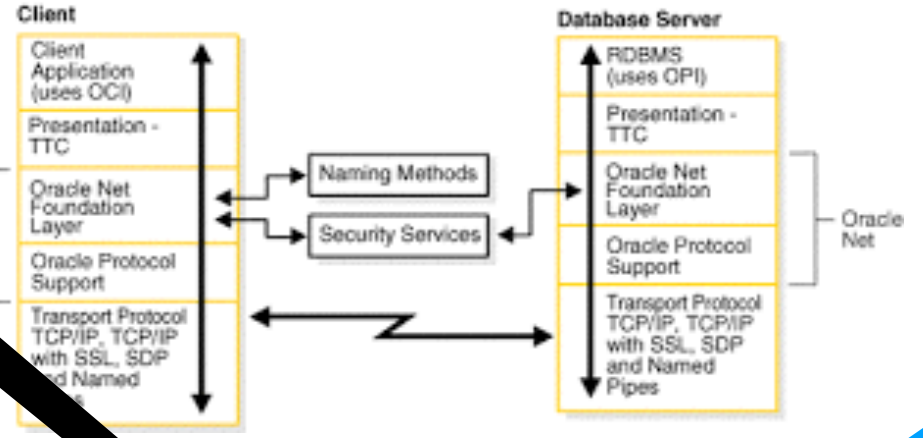 Client
Client
Application
(uses OCI)
Presentation -
TTC
Oracle Net
Foundation
Layer
Oracle Protocol
Support
Transport Protocol
TCP/IP, TCP/IP
with SSL, SDP
Named
Naming Methods
Security Services
Database Server
RDBMS
(uses OPI)
Presentation -
TTC
Oracle Net
Foundation
Layer
Oracle Protocol
Support
Transport Protocol
TCP/IP, TCP/IP
with SSL, SDP
and Named
Pipes
Oracle
Net